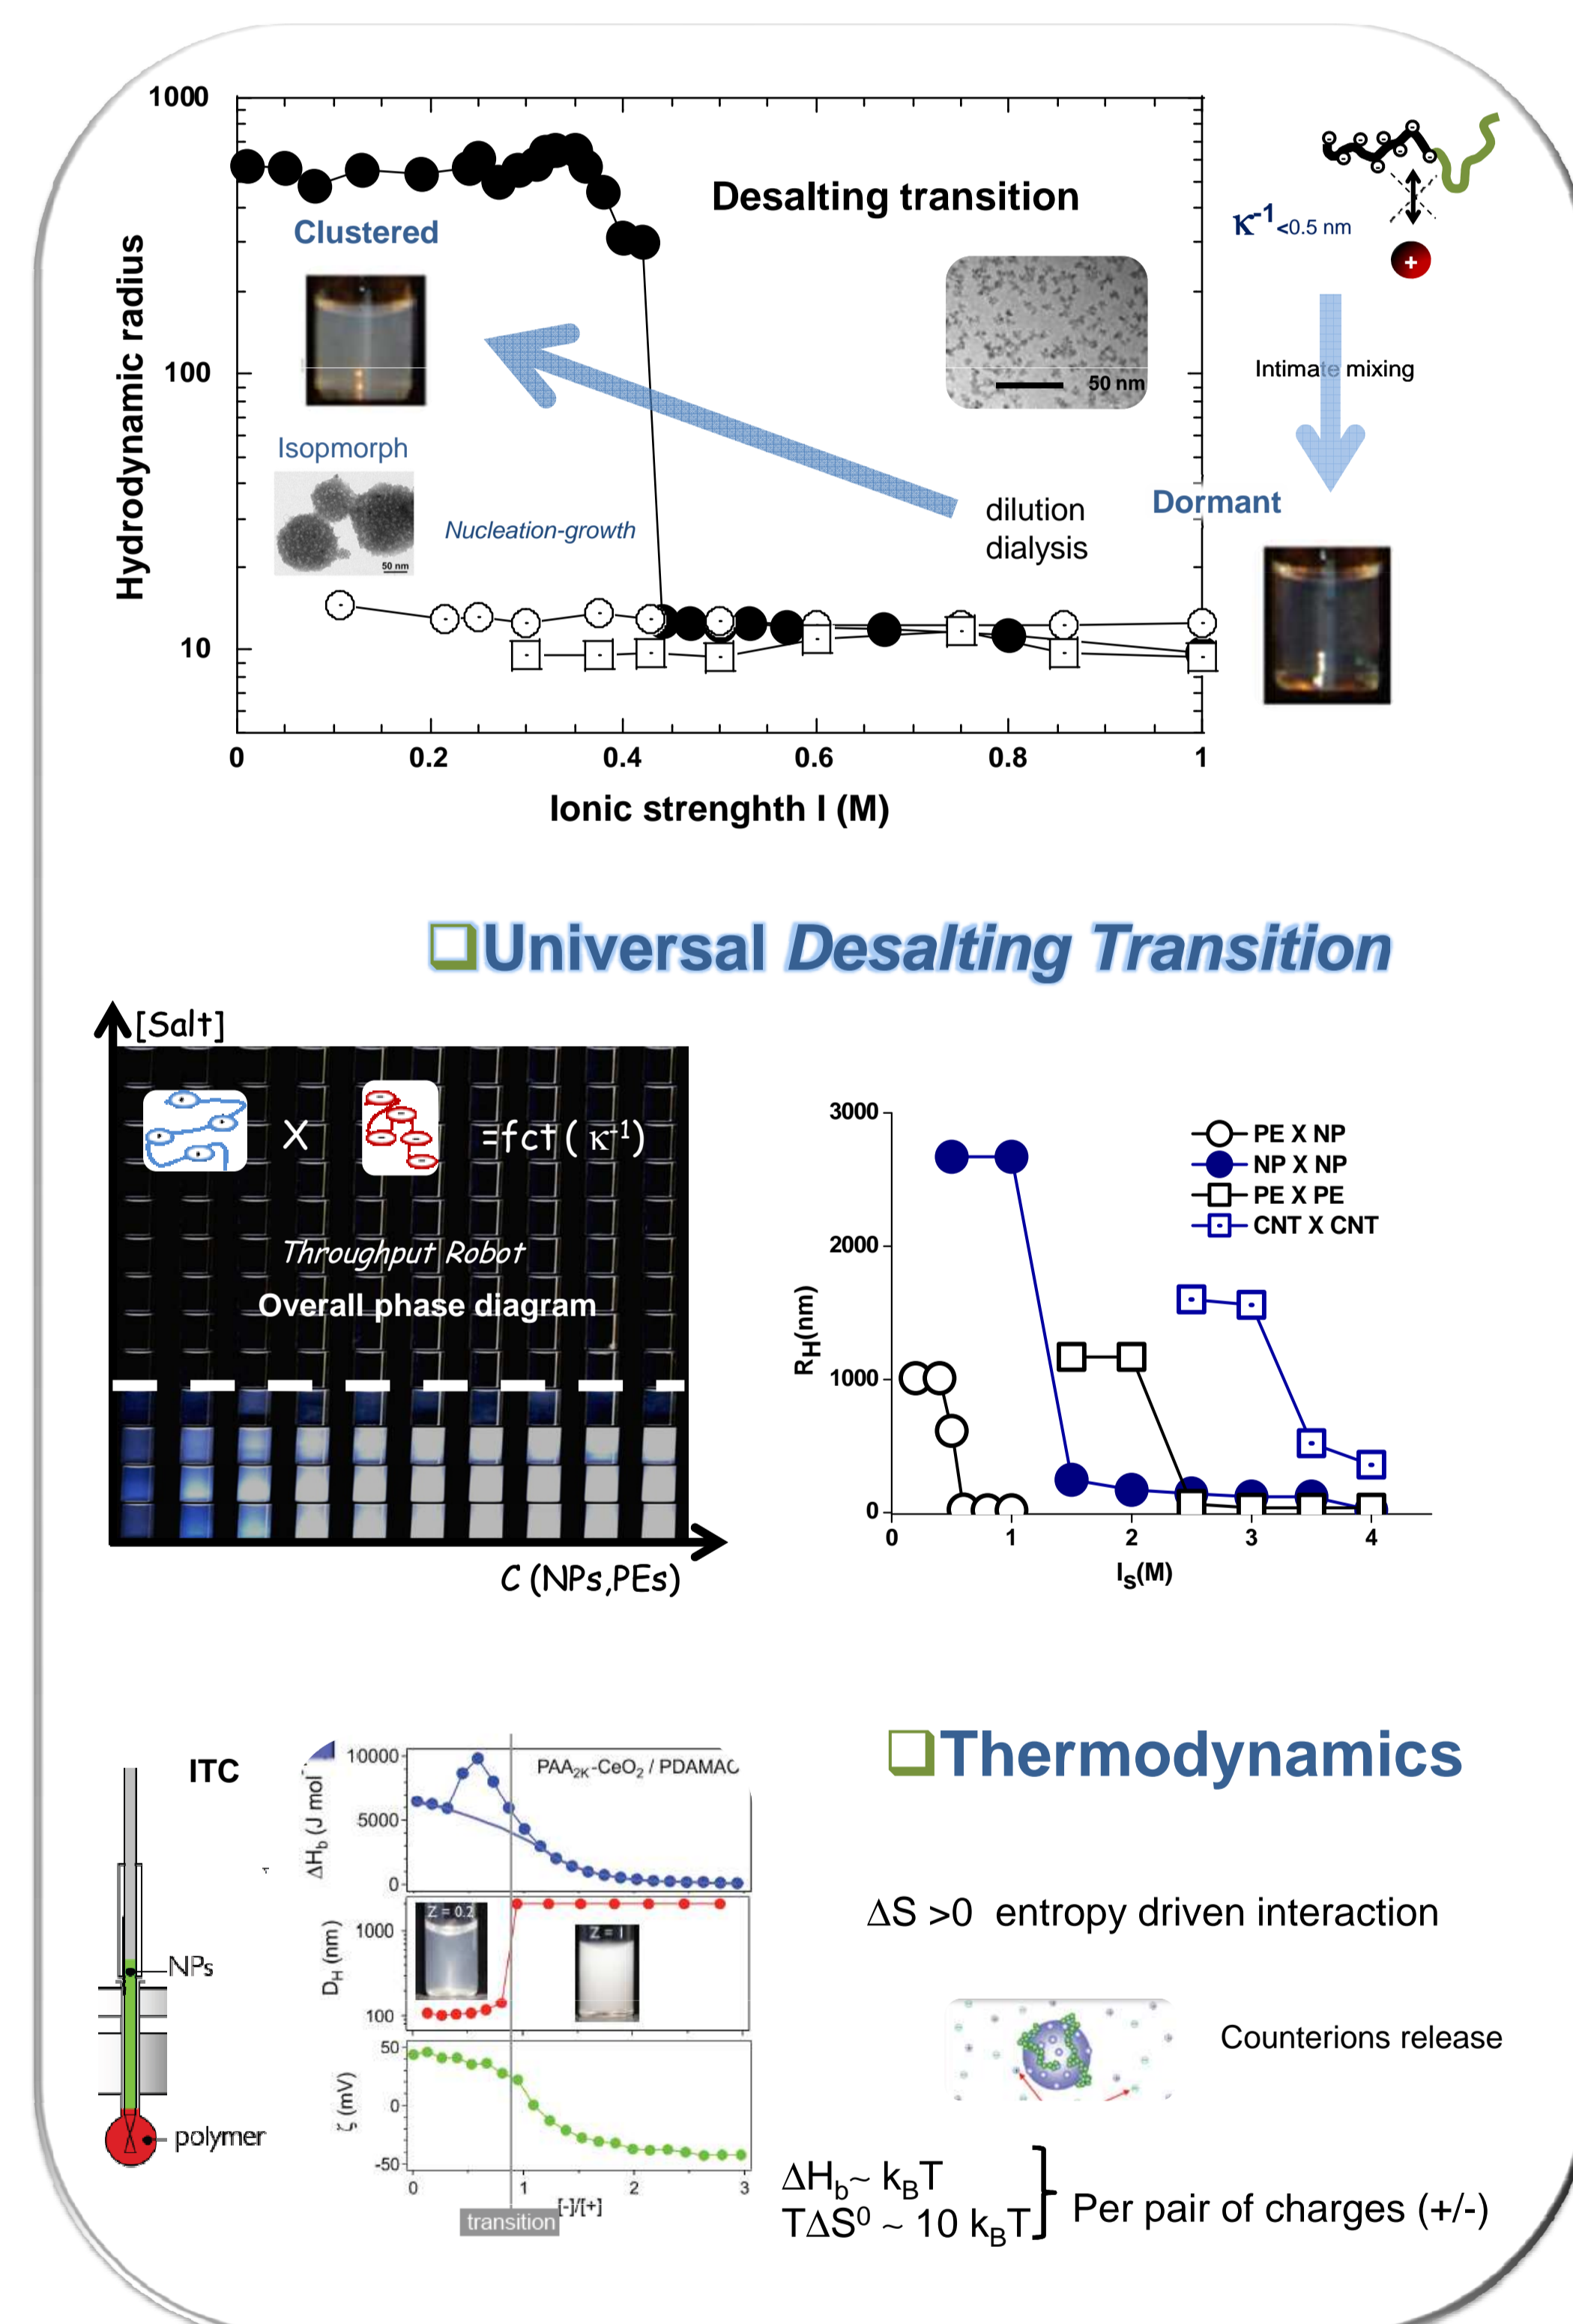 1000
100
10
Hydrodynamic radius
Desalting transition
Clustered
Isopmorph
50 nm
Nucleation-growth
50 nm
dilution
dialysis
κ-1<0.5 nm
+
Intimate mixing
Dormant
0 0.2 0.4 0.6 0.8 1
Ionic strenghth I (M)
Universal Desalting Transition
[Salt]
X =fct ( κ-1)
Throughput Robot
Overall phase diagram
C (NPs,PEs)
3000
2000
1000
0
RH(nm)
PE X NP
NP X NP
PE X PE
CNT X CNT
0 1 2 3 4
IS(M)
Thermodynamics
ITC
NPs
polymer
10000
5000
0
ΔHb (J mol
PAA2K-CeO2 / PDAMAC
1000
100
DH (nm)
Z = 0.2
Z = 1
50
0
-50
ζ (mV)
0 1 2 3
[-]/[+]
transition
ΔS >0 entropy driven interaction
Counterions release
ΔHb~ kBT
TΔS0 ~ 10 kBT
Per pair of charges (+/-)